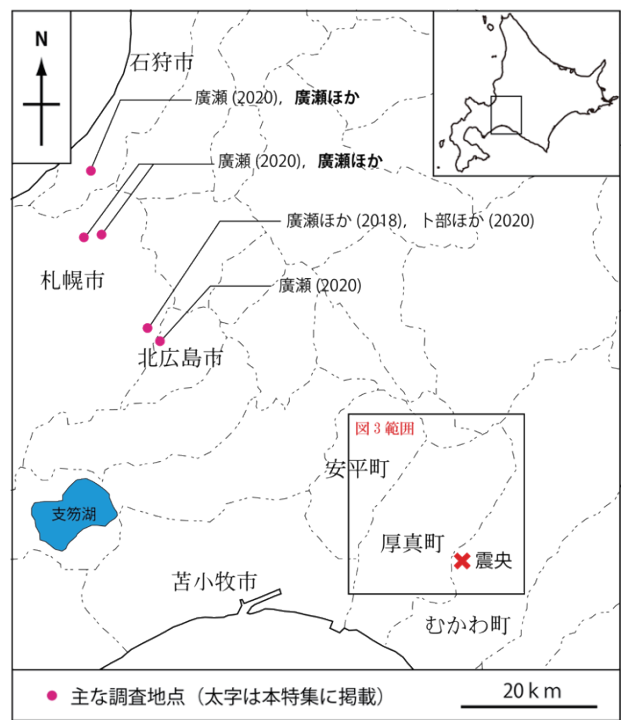 N
石狩市
廣瀬 (2020)，廣瀬ほか
廣瀬 (2020)，廣瀬ほか
廣瀬ほか (2018)，卜部ほか (2020)
札幌市
廣瀬 (2020)
北広島市
図 3 範囲
安平町
支笏湖
厚真町
震央
苫小牧市
むかわ町
主な調査地点（太字は本特集に掲載）
20 k m